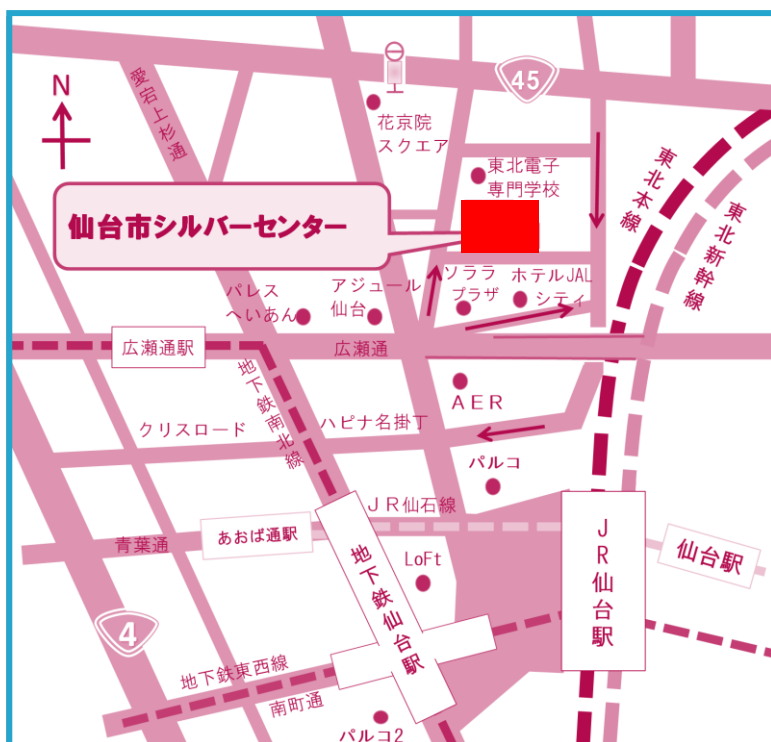 45
N
愛宕上杉通
花京院
スクエア
東北電子
専門学校
東北本線
東北新幹線
仙台市シルバーセンター
パレス
へいあん
アジュール
仙台
ソララ
プラザ
ホテルJAL
シティ
広瀬通駅
広瀬通
地下鉄南北線
AER
クリスロード
ハピナ名掛丁
パルコ
JR仙石線
青葉通
あおば通駅
地下鉄仙台駅
LoFt
JR仙台駅
仙台駅
4
地下鉄東西線
南町通
パルコ2